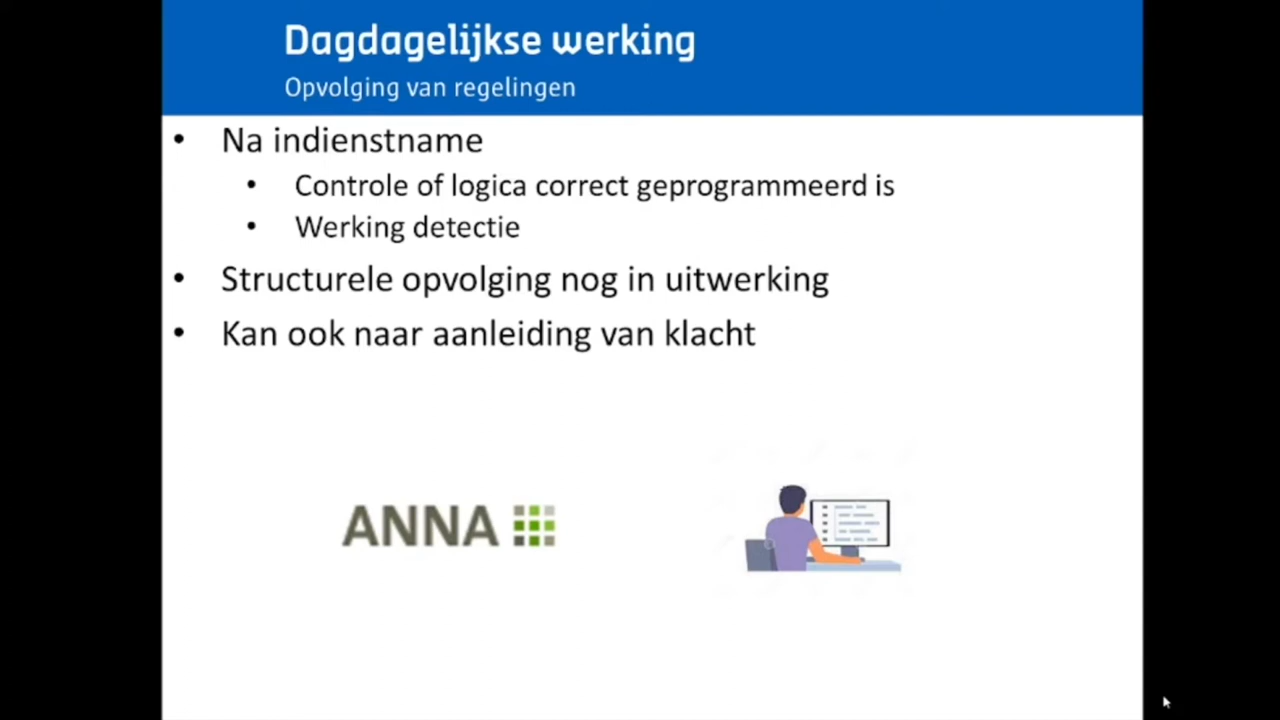 Dagdagelijkse werking
Opvolging van regelingen
• Na indienstname
• Controle of logica correct geprogrammeerd is
• Werking detectie
• Structurele opvolging nog in uitwerking
• Kan ook naar aanleiding van klacht
ANNA